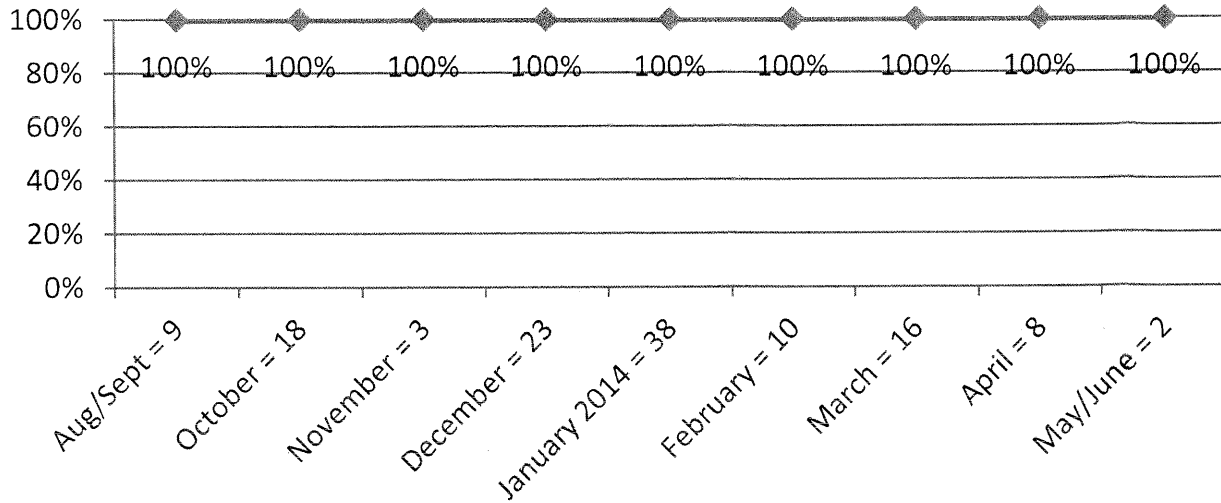 100%
100% 100% 100% 100% 100% 100% 100% 100% 100%
80%
60%
40%
20%
0%
Aug/Sept = 9
October = 18
November = 3
December = 23
January 2014 = 38
February = 10
March = 16
April = 8
May/June = 2